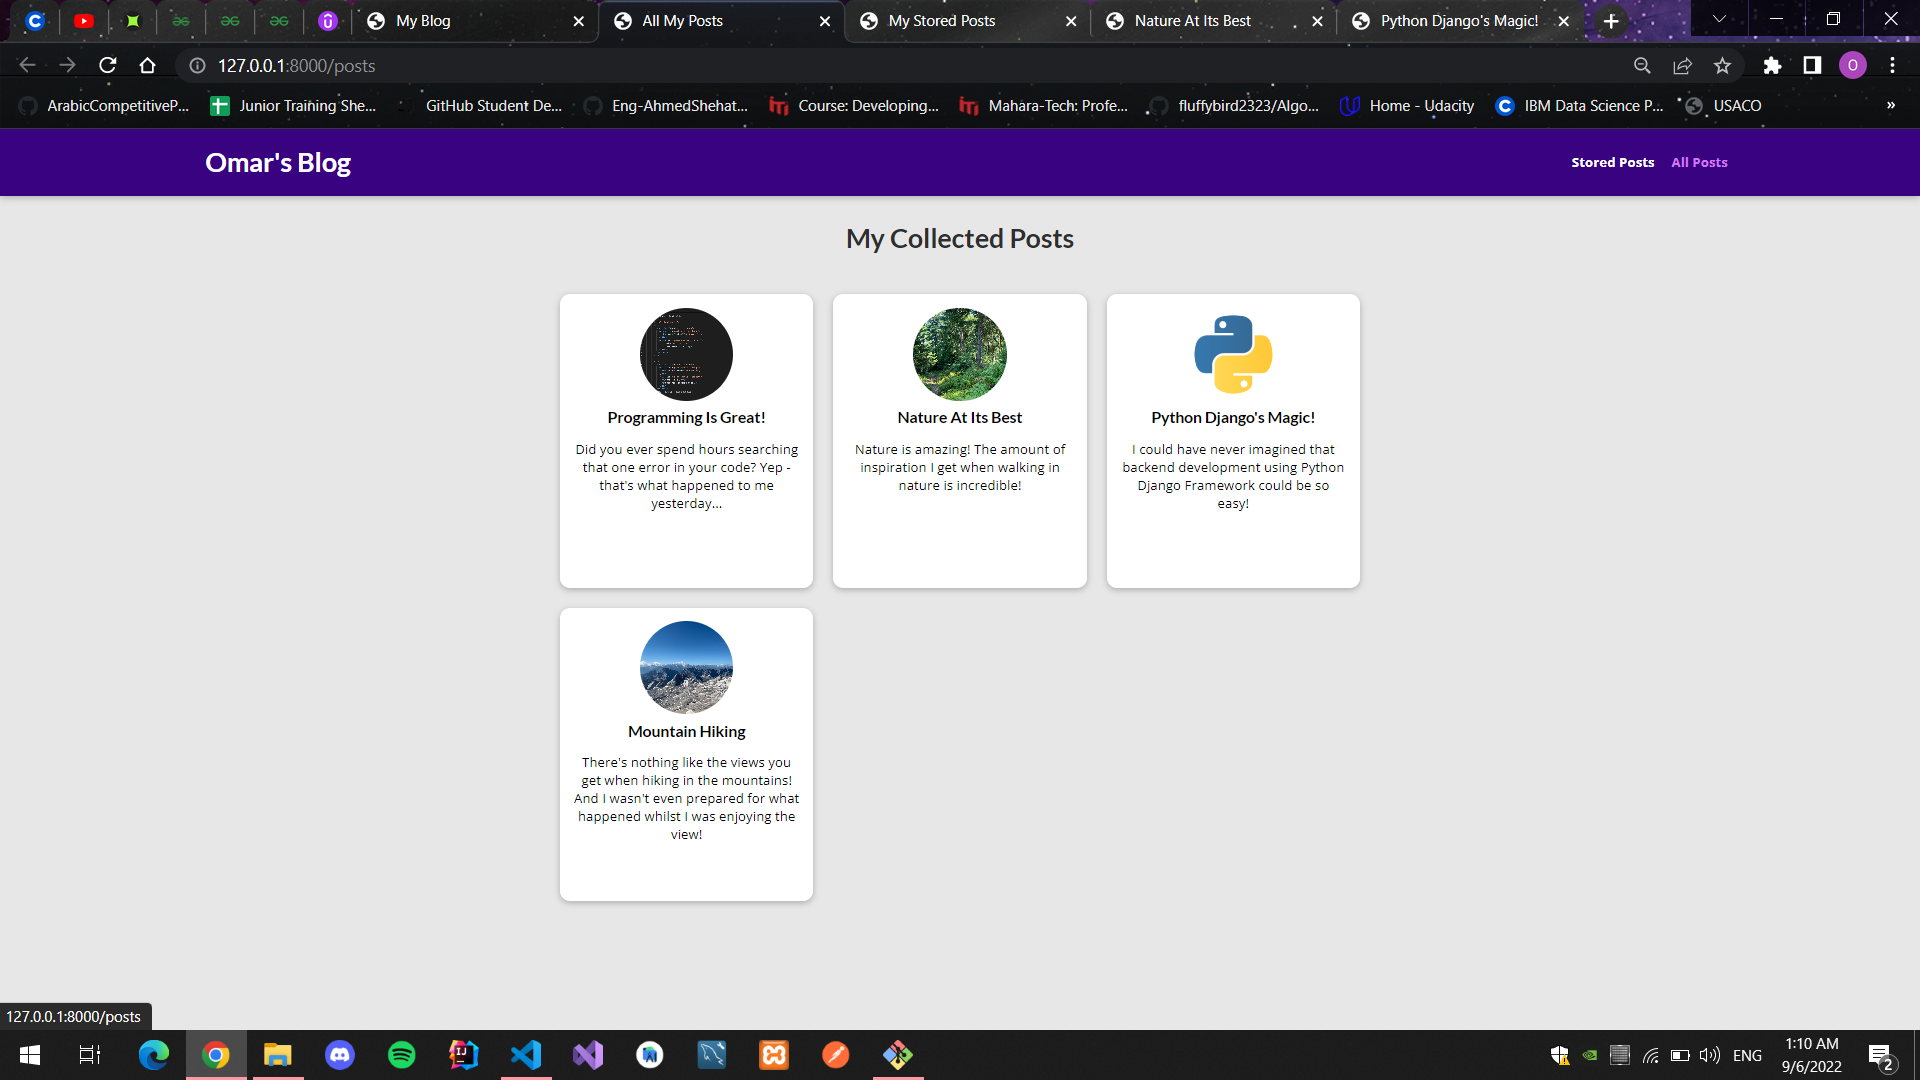 My Blog
All My Posts
My Stored Posts
Nature At Its Best
Python Django's Magic!
127.0.0.1:8000/posts
O
ArabicCompetitiveP...
Junior Training She...
GitHub Student De...
Eng-AhmedShehat...
Course: Developing...
Mahara-Tech: Profe...
fluffybird2323/Algo...
Home - Udacity
IBM Data Science P...
USACO
»
Omar's Blog
Stored Posts
All Posts
My Collected Posts
Programming Is Great!
Did you ever spend hours searching
that one error in your code? Yep -
that's what happened to me
yesterday...
Nature At Its Best
Nature is amazing! The amount of
inspiration I get when walking in
nature is incredible!
Python Django's Magic!
I could have never imagined that
backend development using Python
Django Framework could be so
easy!
Mountain Hiking
There's nothing like the views you
get when hiking in the mountains!
And I wasn't even prepared for what
happened whilst I was enjoying the
view!
127.0.0.1:8000/posts
ENG
1:10 AM
9/6/2022
2